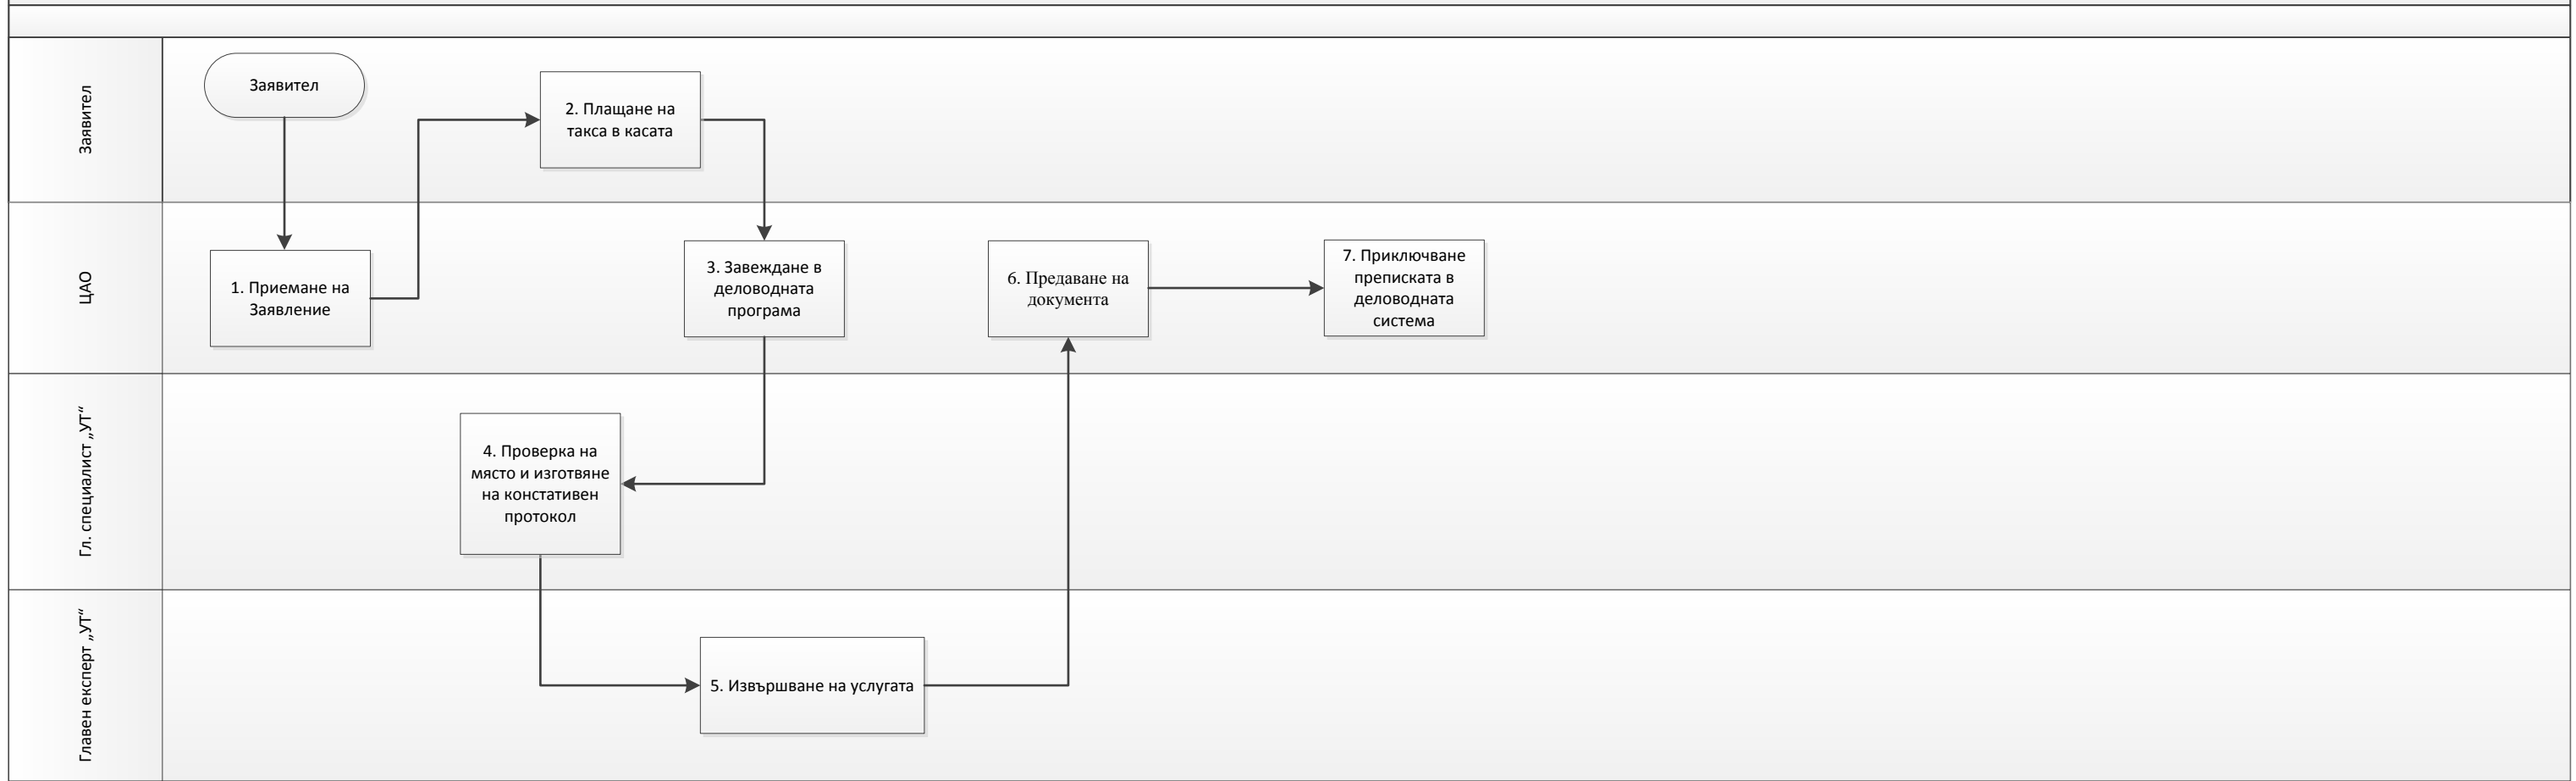 Заявител
Заявител
2. Плащане на
такса в касата
ЦАО
1. Приемане на
Заявление
3. Завеждане в
деловодната
програма
6. Предаване на
документа
7. Приключване
преписката в
деловодната
система
Гл. специалист „УТ“
4. Проверка на
място и изготвяне
на констативен
протокол
Главен експерт „УТ“
5. Извършване на услугата